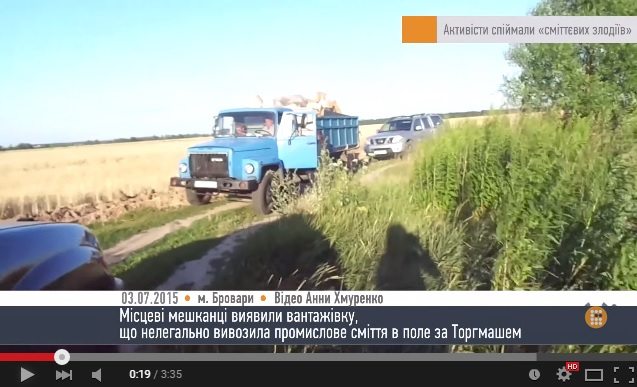 Активісти спіймали «сміттєвих злодіїв»
03.07.2015 • м. Бровари • Відео Анни Хмуренко
Місцеві мешканці виявили вантажівку,
що нелегально вивозила промислове сміття в поле за Торгмашем
0:19 / 3:35
HD